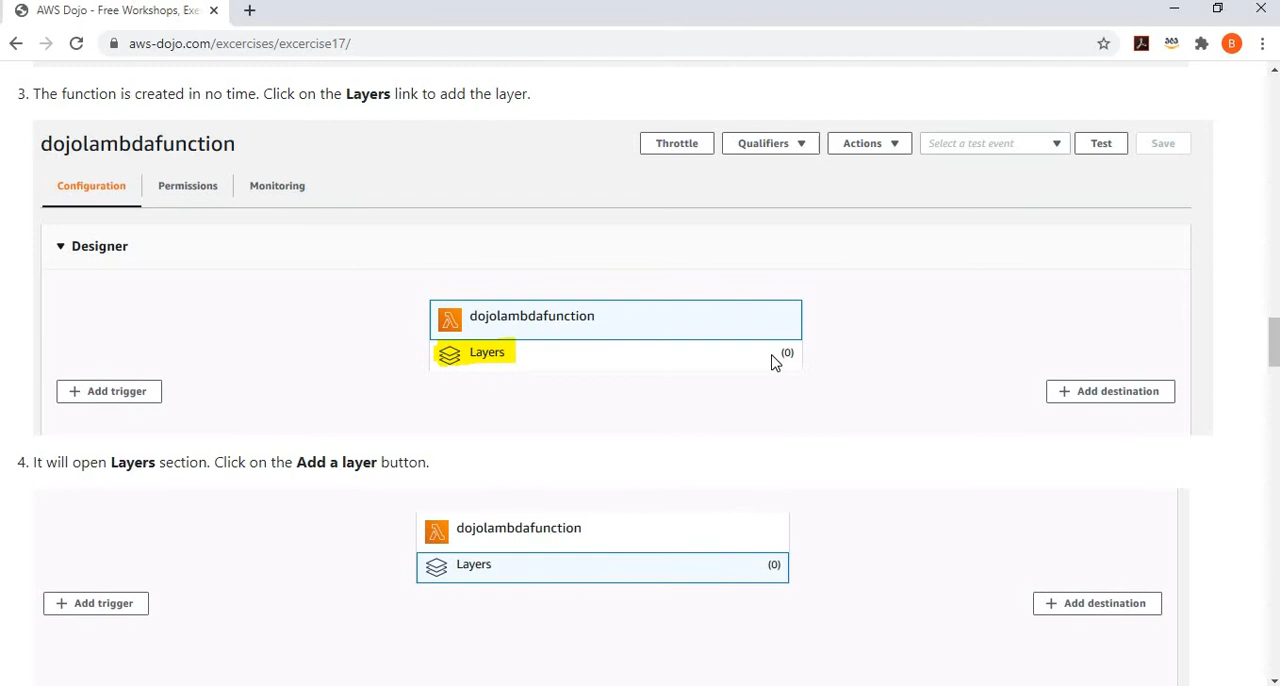 AWS Dojo - Free Workshops, Exe
aws-dojo.com/excercises/excercise17/
B
3. The function is created in no time. Click on the Layers link to add the layer.
dojolambdafunction
Throttle Qualifiers Actions Select a test event Test Save
Configuration Permissions Monitoring
Designer
dojolambdafunction
Layers (0)
+ Add trigger + Add destination
4. It will open Layers section. Click on the Add a layer button.
dojolambdafunction
Layers (0)
+ Add trigger + Add destination